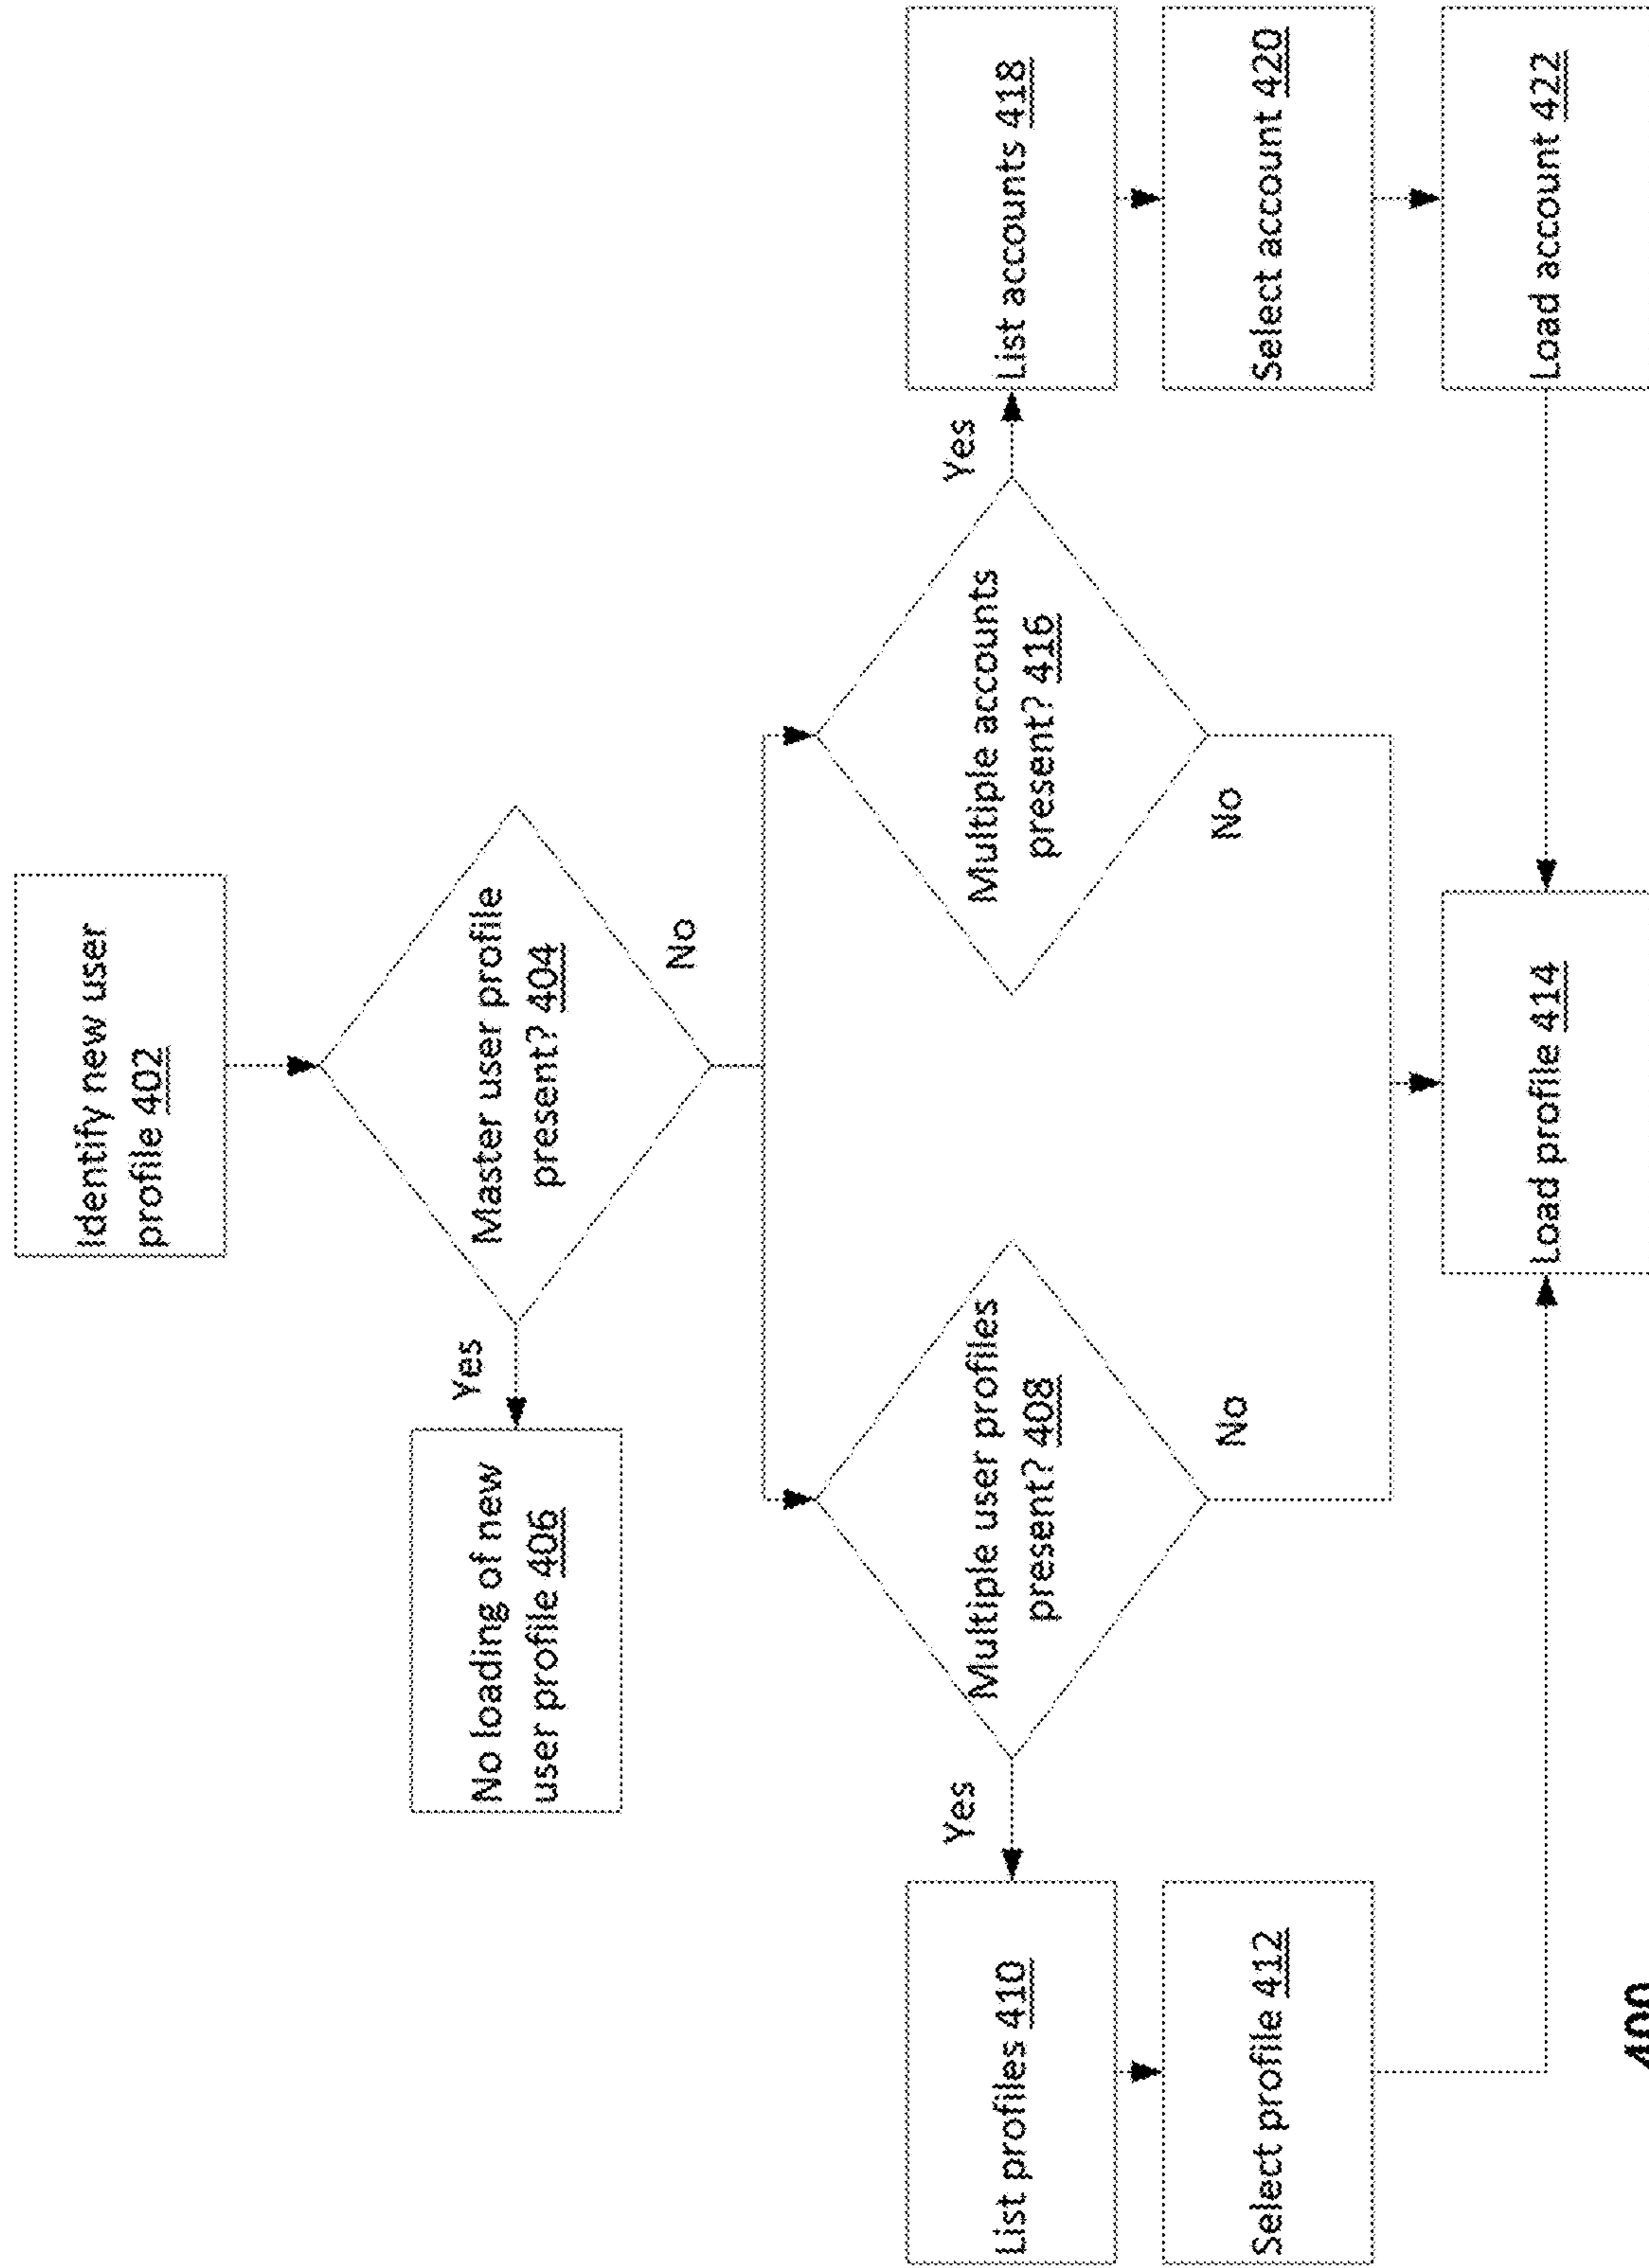 Identify new user
profile 402
Master user profile
present? 404
Yes
No
No loading of new
user profile 406
Multiple user profiles
present? 408
Yes
No
Multiple accounts
present? 416
Yes
No
List profiles 410
Select profile 412
List accounts 418
Select account 420
Load account 422
Load profile 414
400